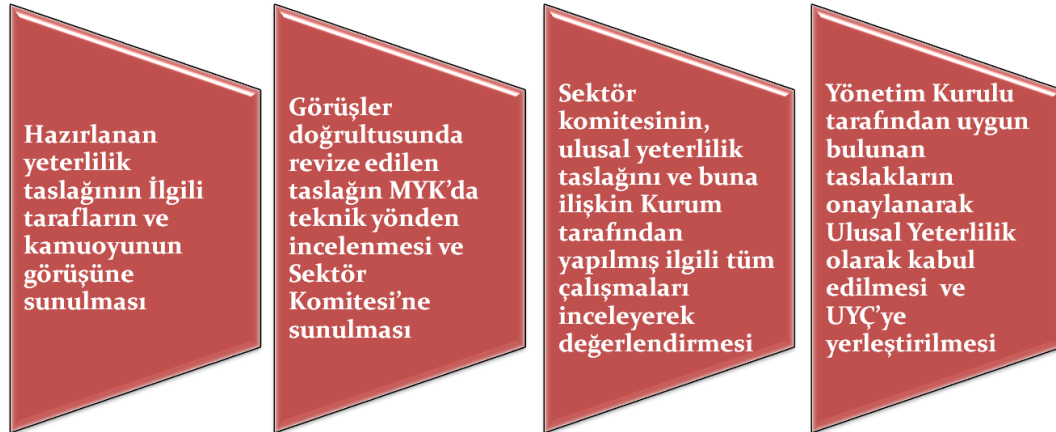 Hazırlanan
yeterlilik
taslağının İlgili
tarafların ve
kamuoyunun
görüşüne
sunulması
Görüşler
doğrultusunda
revize edilen
taslağın MYK’da
teknik yönden
incelenmesi ve
Sektör
Komitesi’ne
sunulması
Sektör
komitesinin,
ulusal yeterlilik
taslağını ve buna
ilişkin Kurum
tarafından
yapılmış ilgili tüm
çalışmaları
inceleyerek
değerlendirmesi
Yönetim Kurulu
tarafından uygun
bulunan
taslakların
onaylanarak
Ulusal Yeterlilik
olarak kabul
edilmesi ve
UYÇ’ye
yerleştirilmesi